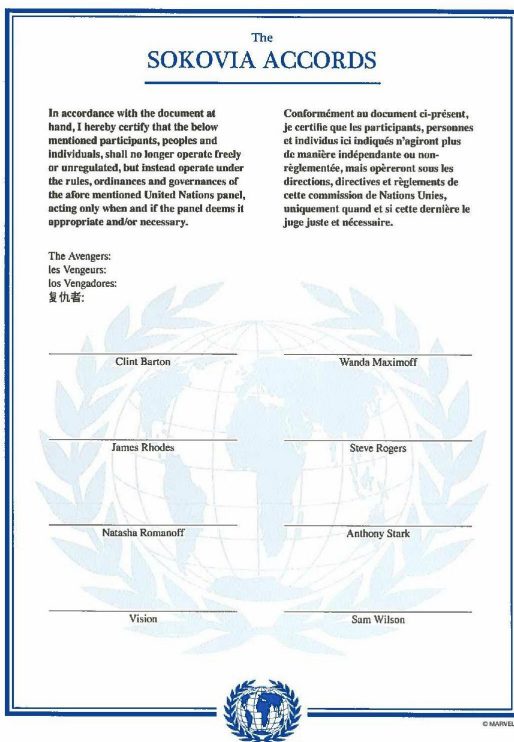 The
SOKOVIA ACCORDS
In accordance with the document at
hand, I hereby certify that the below
mentioned participants, peoples and
individuals, shall no longer operate freely
or unregulated, but instead operate under
the rules, ordinances and governances of
the afore mentioned United Nations panel,
acting only when and if the panel deems it
appropriate and/or necessary.
Conformément au document ci-présent,
je certifie que les participants, personnes
et individus ici indiqués n'agiront plus
de manière indépendante ou non-
règlementée, mais opèreront sous les
directions, directives et règlements de
cette commission de Nations Unies,
uniquement quand et si cette dernière le
juge juste et nécessaire.
The Avengers:
les Vengeurs:
los Vengadores:
复仇者:
Clint Barton
Wanda Maximoff
James Rhodes
Steve Rogers
Natasha Romanoff
Anthony Stark
Vision
Sam Wilson
© MARVEL